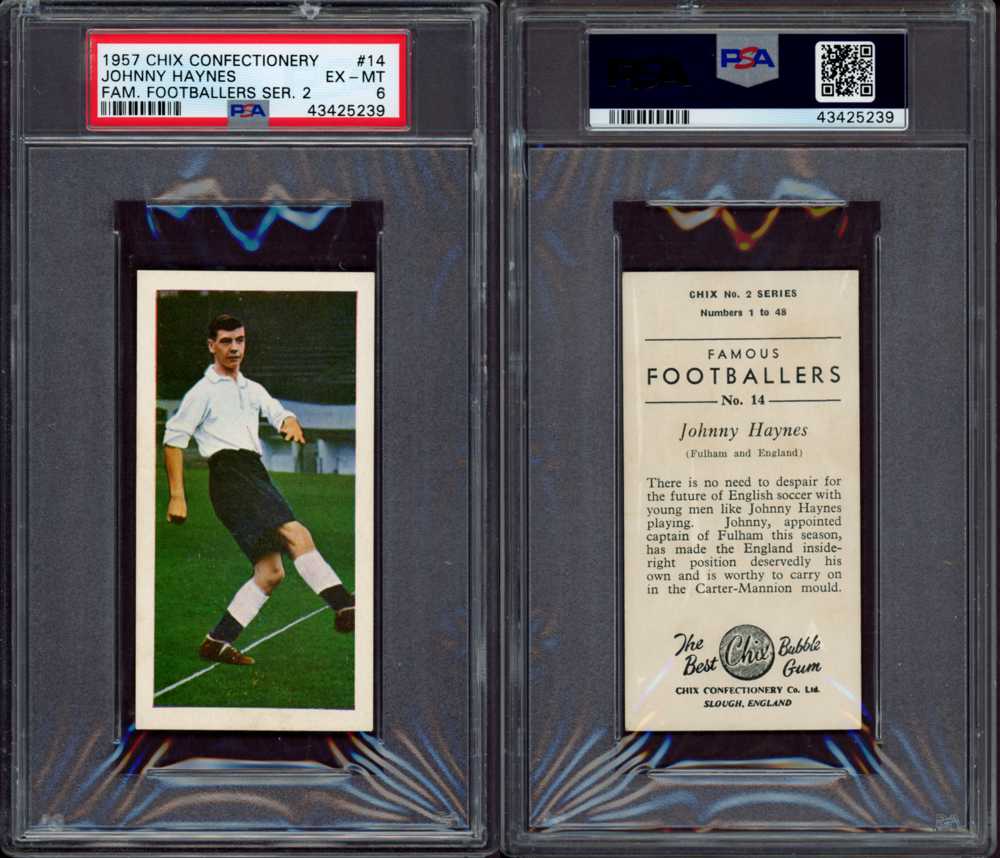 1957 CHIX CONFECTIONERY #14
JOHNNY HAYNES EX-MT
FAM. FOOTBALLERS SER. 2 6
PSA 43425239
PSA
PSA
43425239
CHIX No. 2 SERIES
Numbers 1 to 48
FAMOUS
FOOTBALLERS
No. 14
Johnny Haynes
(Fulham and England)
There is no need to despair for
the future of English soccer with
young men like Johnny Haynes
playing. Johnny, appointed
captain of Fulham this season,
has made the England inside-
right position deservedly his
own and is worthy to carry on
in the Carter-Mannion mould.
The Best Chix Bubble Gum
CHIX CONFECTIONERY Co. Ltd.
SLOUGH, ENGLAND
PSA